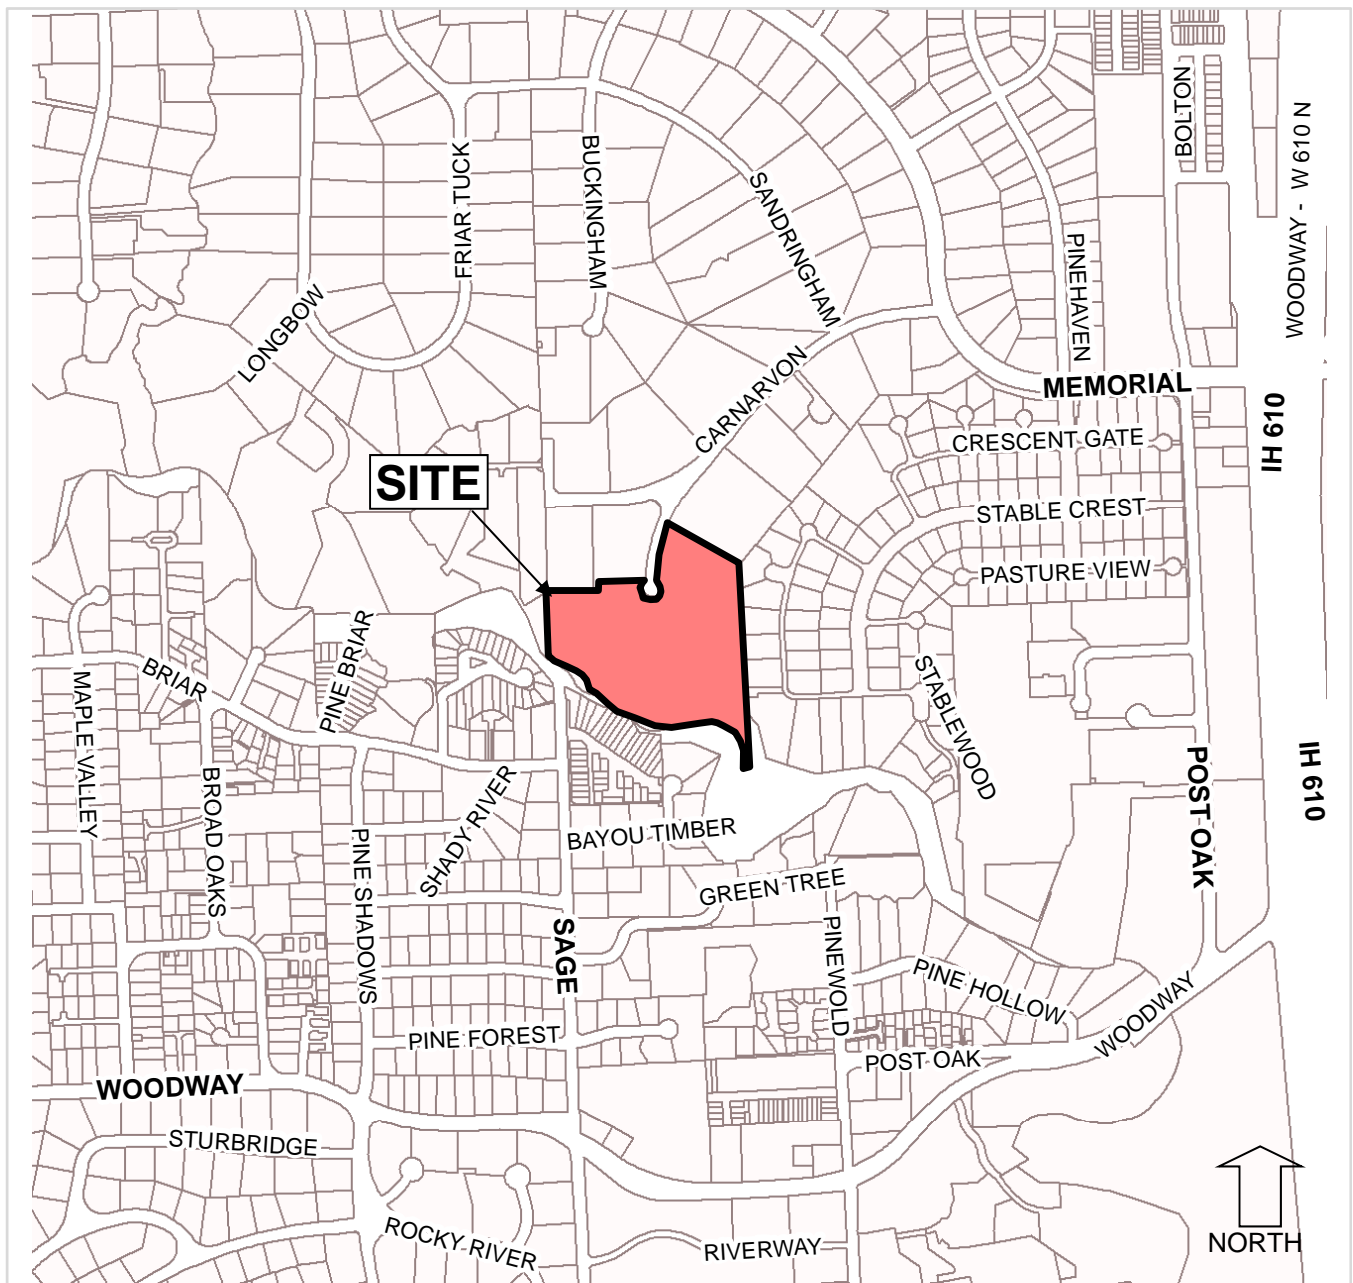 BOLTON
WOODWAY - W 610 N
FRIAR TUCK
BUCKINGHAM
SANDRINGHAM
PINEHAVEN
LONGBOW
CARNARVON
MEMORIAL
IH 610
CRESCENT GATE
SITE
STABLE CREST
PASTURE VIEW
BRIAR
PINE BRIAR
MAPLE VALLEY
STABLEWOOD
POST OAK
IH 610
BROAD OAKS
PINE SHADOWS
SHADY RIVER
BAYOU TIMBER
GREEN TREE
SAGE
PINEWOLD
PINE HOLLOW
WOODWAY
PINE FOREST
POST OAK
WOODWAY
STURBRIDGE
ROCKY RIVER
RIVERWAY
NORTH